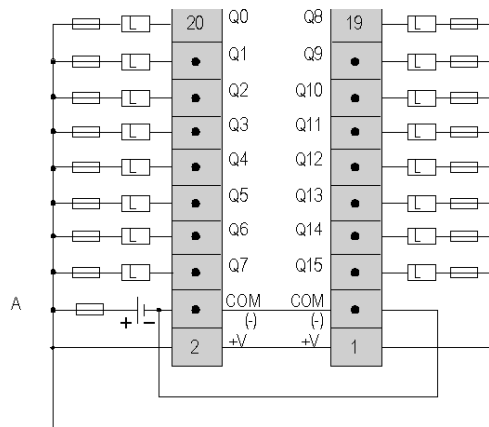 20 Q0 Q8 19
L Q1 Q9 L
L Q2 Q10 L
L Q3 Q11 L
L Q4 Q12 L
L Q5 Q13 L
L Q6 Q14 L
L Q7 Q15 L
L L
A COM COM
+ - (-) (-)
2 +V +V 1